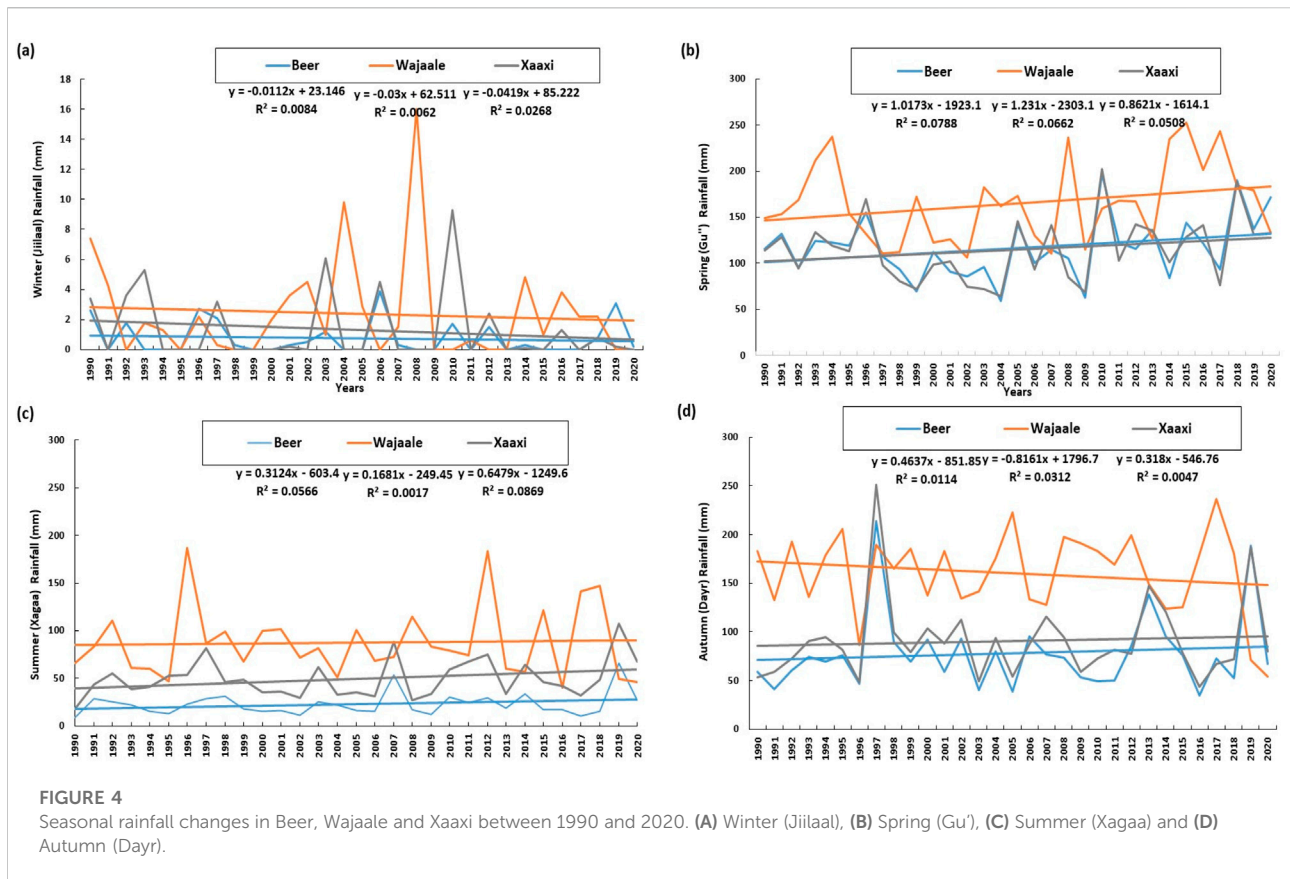 (a)
Beer Wajaale Xaaxi
y = -0.0112x + 23.146 y = -0.03x + 62.511 y = -0.0419x + 85.222
R² = 0.0084 R² = 0.0062 R² = 0.0268
Winter (Jiilaal) Rainfall (mm)
18
16
14
12
10
8
6
4
2
0
1990 1991 1992 1993 1994 1995 1996 1997 1998 1999 2000 2001 2002 2003 2004 2005 2006 2007 2008 2009 2010 2011 2012 2013 2014 2015 2016 2017 2018 2019 2020
Years
(b)
Beer Wajaale Xaaxi
y = 1.0173x - 1923.1 y = 1.231x - 2303.1 y = 0.8621x - 1614.1
R² = 0.0788 R² = 0.0662 R² = 0.0508
Spring (Gu") Rainfall (mm)
300
250
200
150
100
50
0
1990 1991 1992 1993 1994 1995 1996 1997 1998 1999 2000 2001 2002 2003 2004 2005 2006 2007 2008 2009 2010 2011 2012 2013 2014 2015 2016 2017 2018 2019 2020
Years
(c)
Beer Wajaale Xaaxi
y = 0.3124x - 603.4 y = 0.1681x - 249.45 y = 0.6479x - 1249.6
R² = 0.0566 R² = 0.0017 R² = 0.0869
Summer (Xagaa) Rainfall (mm)
300
250
200
150
100
50
0
1990 1991 1992 1993 1994 1995 1996 1997 1998 1999 2000 2001 2002 2003 2004 2005 2006 2007 2008 2009 2010 2011 2012 2013 2014 2015 2016 2017 2018 2019 2020
(d)
Beer Wajaale Xaaxi
y = 0.4637x - 851.85 y = -0.8161x + 1796.7 y = 0.318x - 546.76
R² = 0.0114 R² = 0.0312 R² = 0.0047
Autumn (Dayr) Rainfall (mm)
300
250
200
150
100
50
0
1990 1991 1992 1993 1994 1995 1996 1997 1998 1999 2000 2001 2002 2003 2004 2005 2006 2007 2008 2009 2010 2011 2012 2013 2014 2015 2016 2017 2018 2019 2020
FIGURE 4
Seasonal rainfall changes in Beer, Wajaale and Xaaxi between 1990 and 2020. (A) Winter (Jiilaal), (B) Spring (Gu'), (C) Summer (Xagaa) and (D)
Autumn (Dayr).